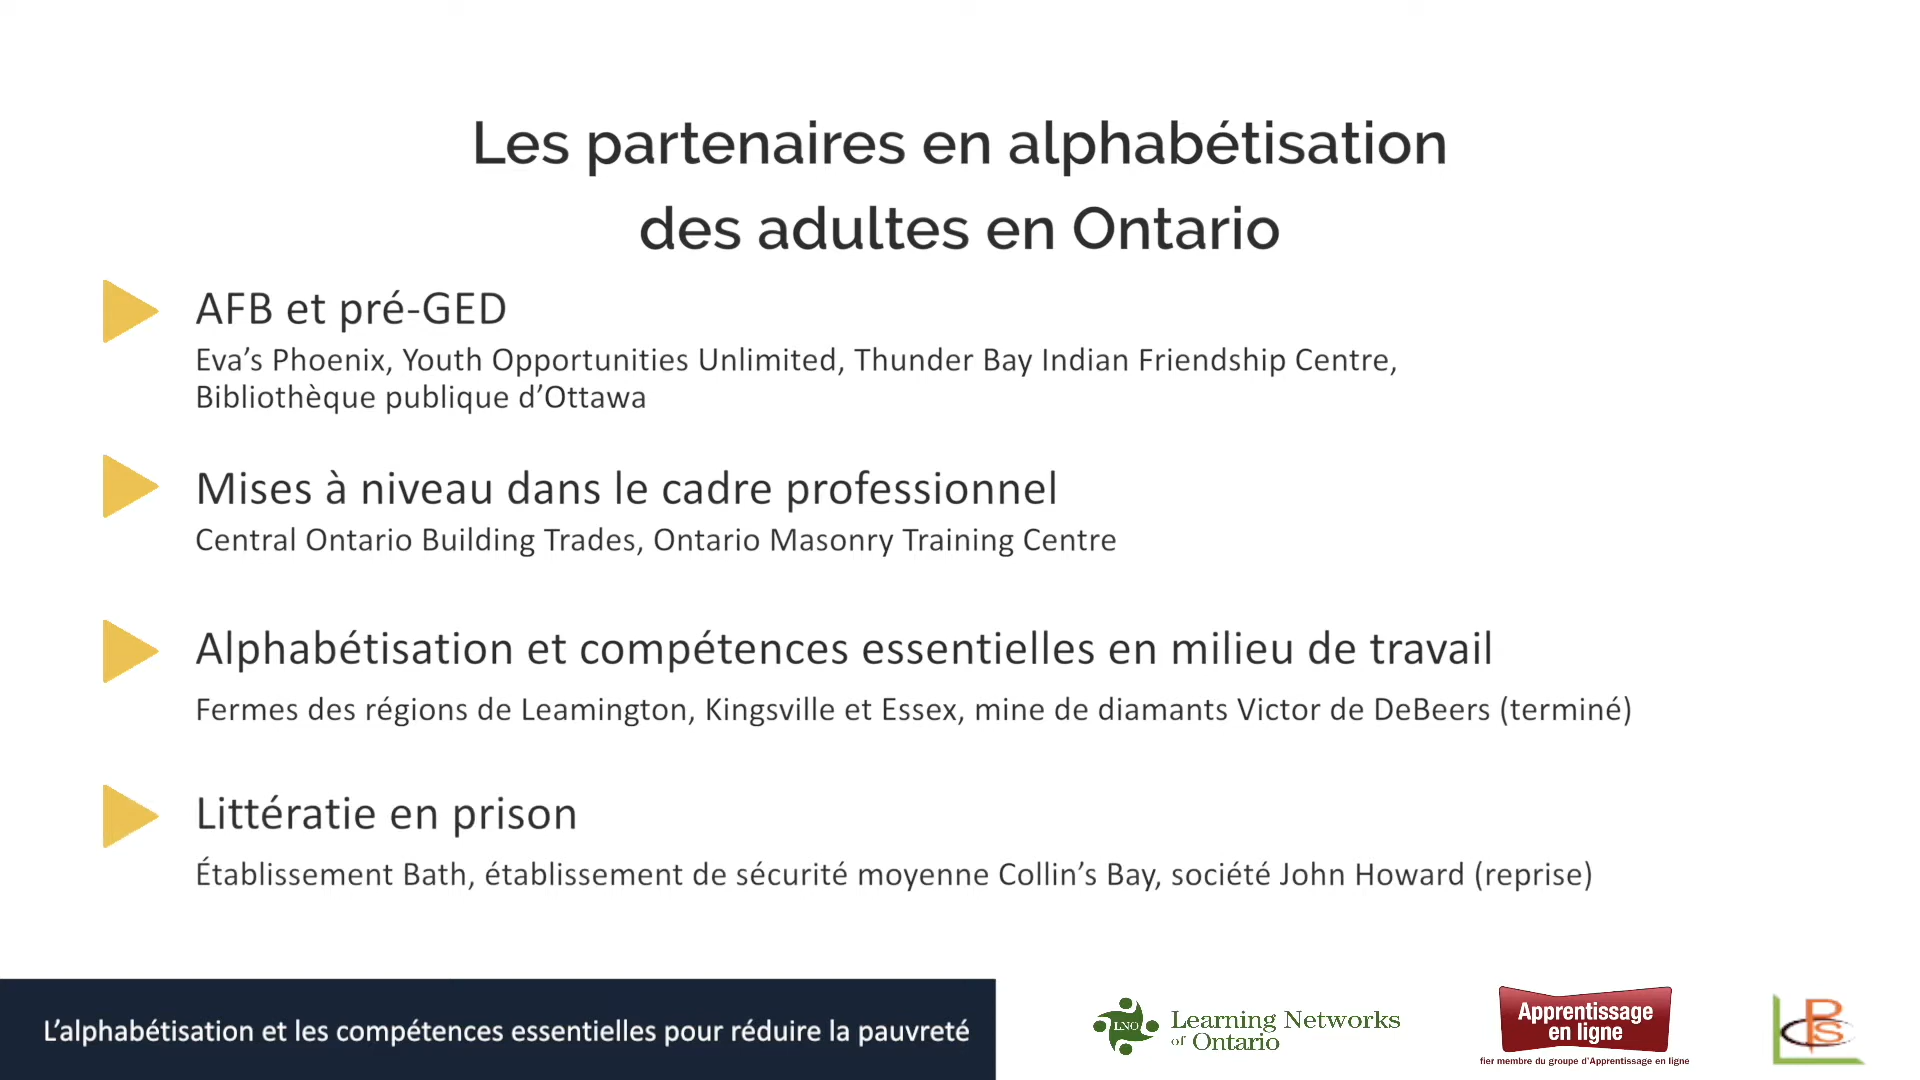 Les partenaires en alphabétisation
des adultes en Ontario
AFB et pré-GED
Eva’s Phoenix, Youth Opportunities Unlimited, Thunder Bay Indian Friendship Centre,
Bibliothèque publique d’Ottawa
Mises à niveau dans le cadre professionnel
Central Ontario Building Trades, Ontario Masonry Training Centre
Alphabétisation et compétences essentielles en milieu de travail
Fermes des régions de Leamington, Kingsville et Essex, mine de diamants Victor de DeBeers (terminé)
Littératie en prison
Établissement Bath, établissement de sécurité moyenne Collin’s Bay, société John Howard (reprise)
L’alphabétisation et les compétences essentielles pour réduire la pauvreté
LNO
Learning Networks
of Ontario
Apprentissage
en ligne
fier membre du groupe d’Apprentissage en ligne
LCPS